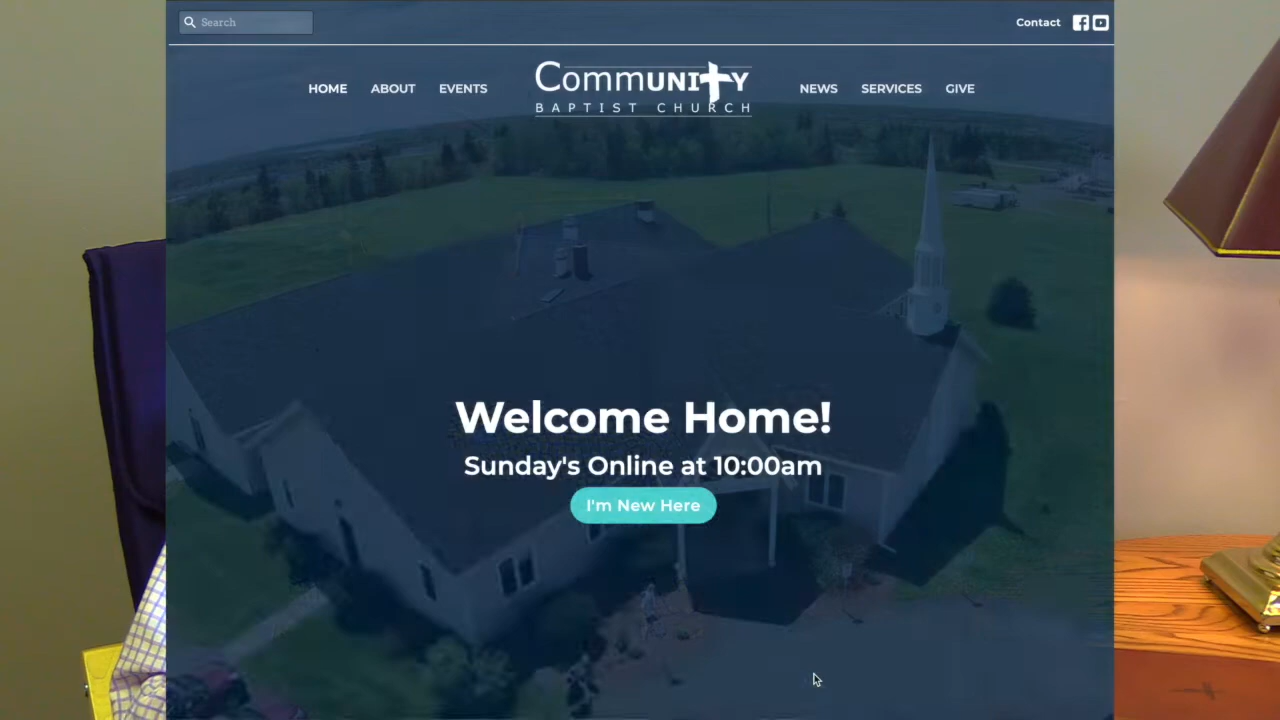 Search
Contact
HOME ABOUT EVENTS
CommUNITY
BAPTIST CHURCH
NEWS SERVICES GIVE
Welcome Home!
Sunday's Online at 10:00am
I'm New Here